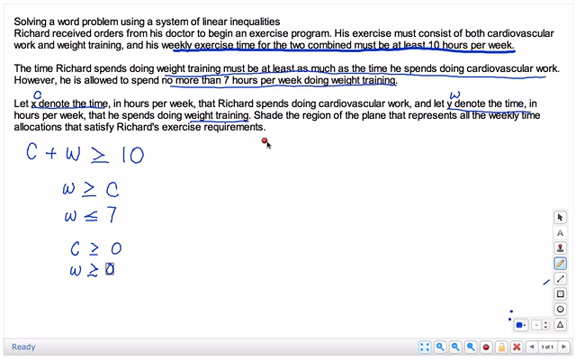 Solving a word problem using a system of linear inequalities
Richard received orders from his doctor to begin an exercise program. His exercise must consist of both cardiovascular
work and weight training, and his weekly exercise time for the two combined must be at least 10 hours per week.
The time Richard spends doing weight training must be at least as much as the time he spends doing cardiovascular work.
However, he is allowed to spend no more than 7 hours per week doing weight training.
C
w
Let x denote the time, in hours per week, that Richard spends doing cardiovascular work, and let y denote the time, in
hours per week, that he spends doing weight training. Shade the region of the plane that represents all the weekly time
allocations that satisfy Richard's exercise requirements.
C + W ≥ 10
W ≥ C
W ≤ 7
C ≥ 0
W ≥ 0
A
Ready
1 of 1